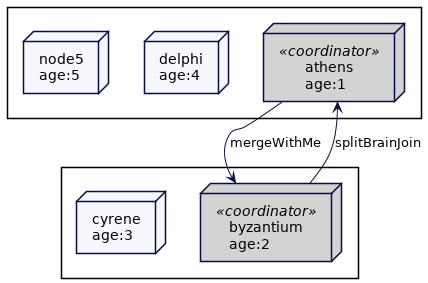 node5
age:5
delphi
age:4
«coordinator»
athens
age:1
mergeWithMe
splitBrainJoin
cyrene
age:3
«coordinator»
byzantium
age:2